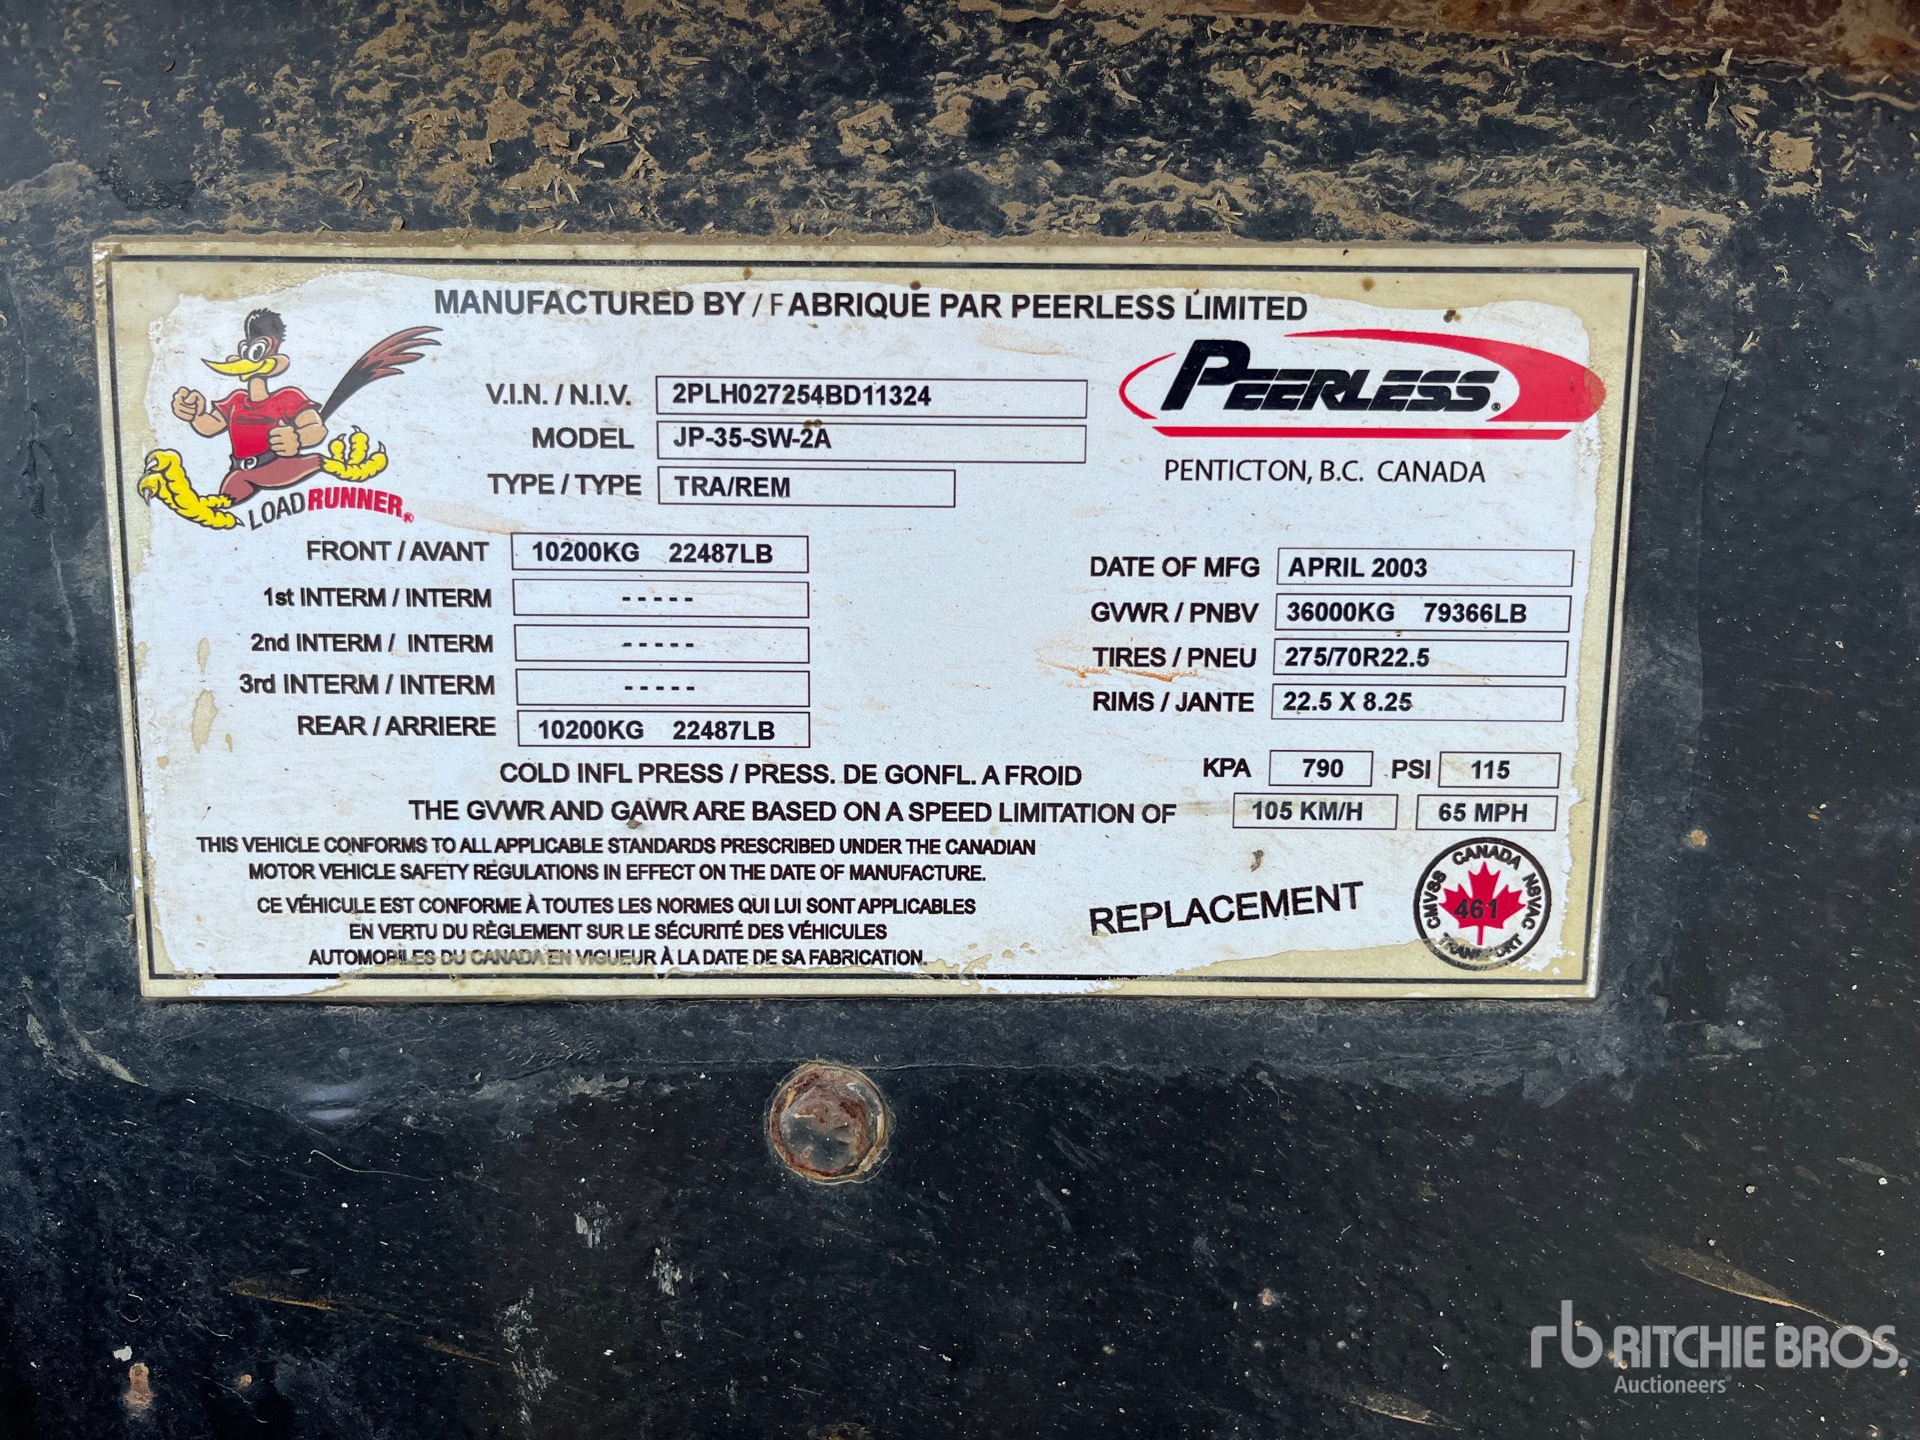 MANUFACTURED BY / FABRIQUE PAR PEERLESS LIMITED
LOADRUNNER®
V.I.N. / N.I.V. 2PLH027254BD11324
MODEL JP-35-SW-2A
TYPE / TYPE TRA/REM
PEERLESS®
PENTICTON, B.C. CANADA
FRONT / AVANT 10200KG 22487LB
1st INTERM / INTERM - - - - -
2nd INTERM / INTERM - - - - -
3rd INTERM / INTERM - - - - -
REAR / ARRIERE 10200KG 22487LB
DATE OF MFG APRIL 2003
GVWR / PNBV 36000KG 79366LB
TIRES / PNEU 275/70R22.5
RIMS / JANTE 22.5 X 8.25
COLD INFL PRESS / PRESS. DE GONFL. A FROID KPA 790 PSI 115
THE GVWR AND GAWR ARE BASED ON A SPEED LIMITATION OF 105 KM/H 65 MPH
THIS VEHICLE CONFORMS TO ALL APPLICABLE STANDARDS PRESCRIBED UNDER THE CANADIAN
MOTOR VEHICLE SAFETY REGULATIONS IN EFFECT ON THE DATE OF MANUFACTURE.
CE VÉHICULE EST CONFORME À TOUTES LES NORMES QUI LUI SONT APPLICABLES
EN VERTU DU RÈGLEMENT SUR LE SÉCURITÉ DES VÉHICULES
AUTOMOBILES DU CANADA EN VIGUEUR À LA DATE DE SA FABRICATION.
REPLACEMENT
CANADA
CMVSS
461
NSVAC
TRANSPORT
rb RITCHIE BROS.
Auctioneers